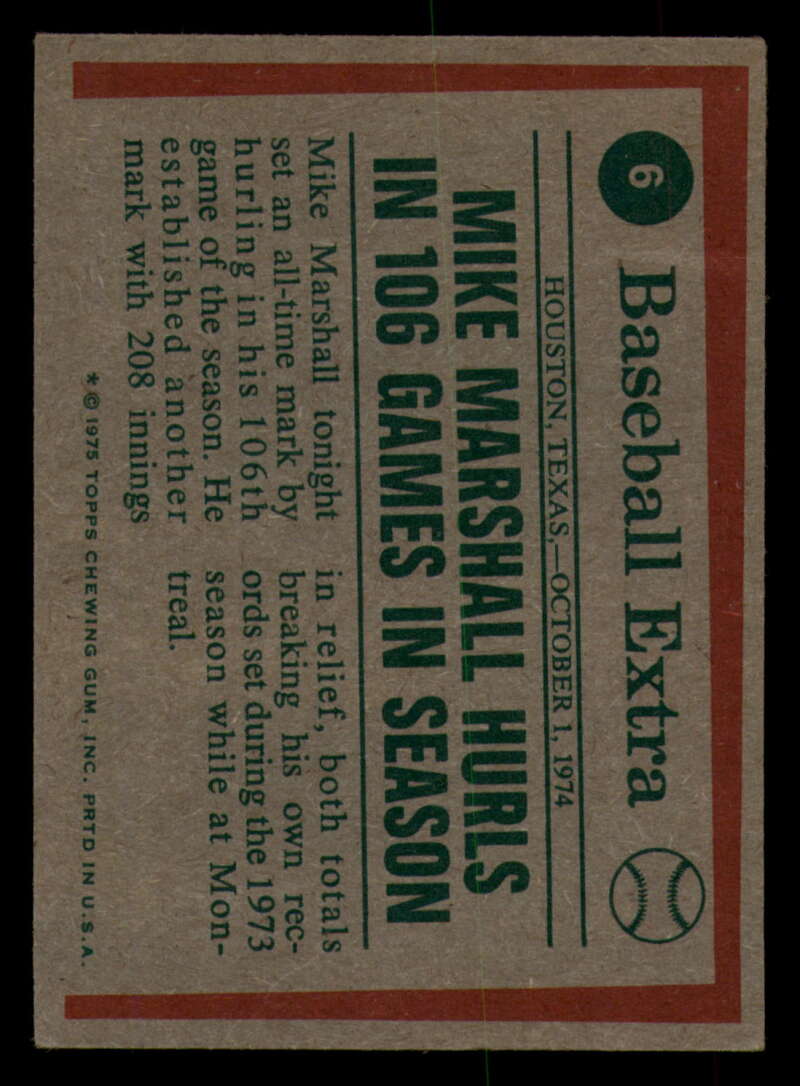 6
Baseball Extra
HOUSTON, TEXAS,—OCTOBER 1, 1974
MIKE MARSHALL HURLS
IN 106 GAMES IN SEASON
Mike Marshall tonight
set an all-time mark by
hurling in his 106th
game of the season. He
established another
mark with 208 innings
in relief, both totals
breaking his own rec-
ords set during the 1973
season while at Mon-
treal.
* © 1975 TOPPS CHEWING GUM, INC. PRTD IN U.S.A.